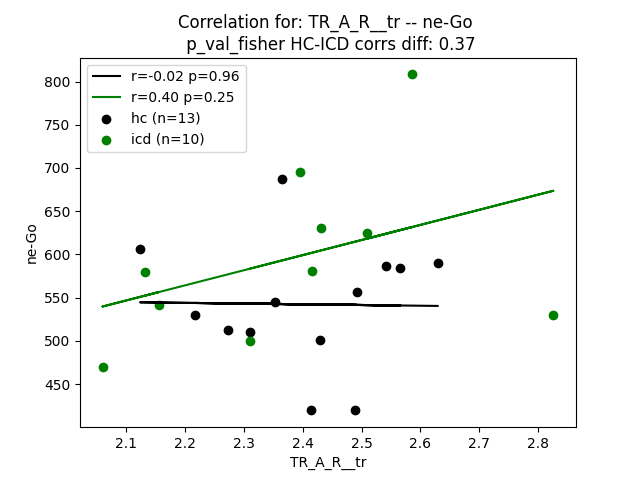 Correlation for: TR_A_R__tr -- ne-Go
p_val_fisher HC-ICD corrs diff: 0.37
r=-0.02 p=0.96
r=0.40 p=0.25
hc (n=13)
icd (n=10)
800
750
700
650
600
550
500
450
ne-Go
2.1 2.2 2.3 2.4 2.5 2.6 2.7 2.8
TR_A_R__tr